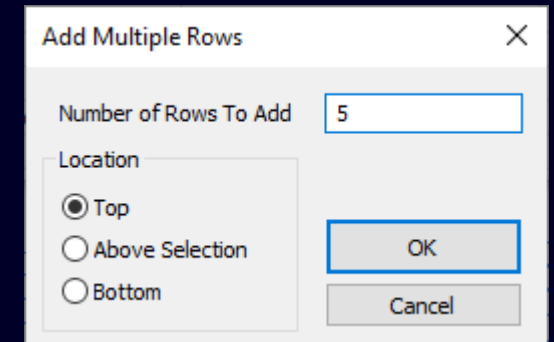 Add Multiple Rows
Number of Rows To Add 5
Location
Top
Above Selection
Bottom
OK
Cancel